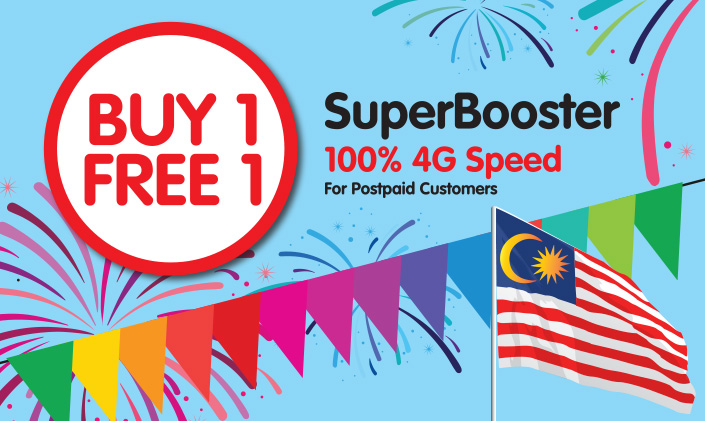 BUY 1
FREE 1
SuperBooster
100% 4G Speed
For Postpaid Customers